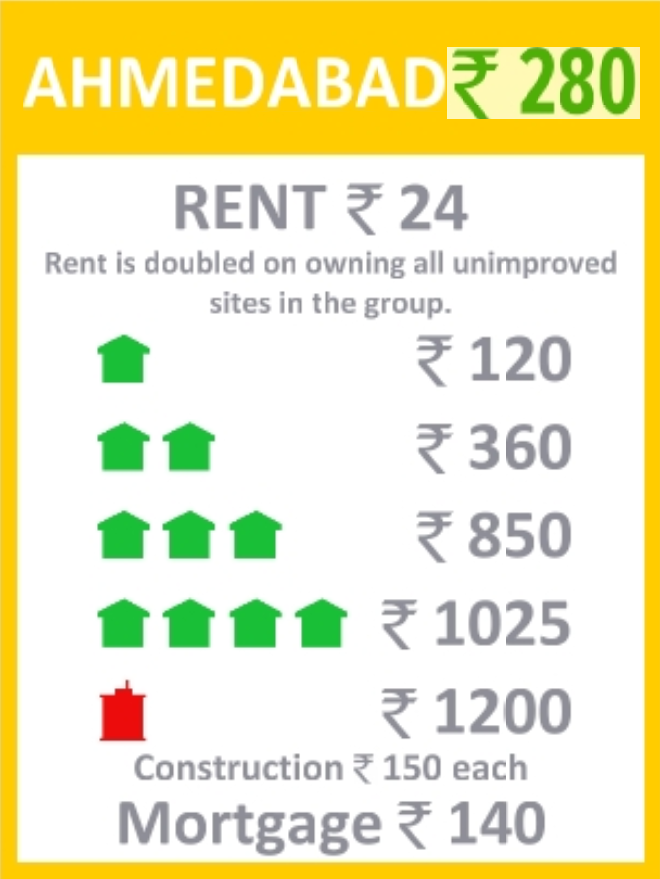 AHMEDABAD ₹ 280
RENT ₹ 24
Rent is doubled on owning all unimproved
sites in the group.
₹ 120
₹ 360
₹ 850
₹ 1025
₹ 1200
Construction ₹ 150 each
Mortgage ₹ 140